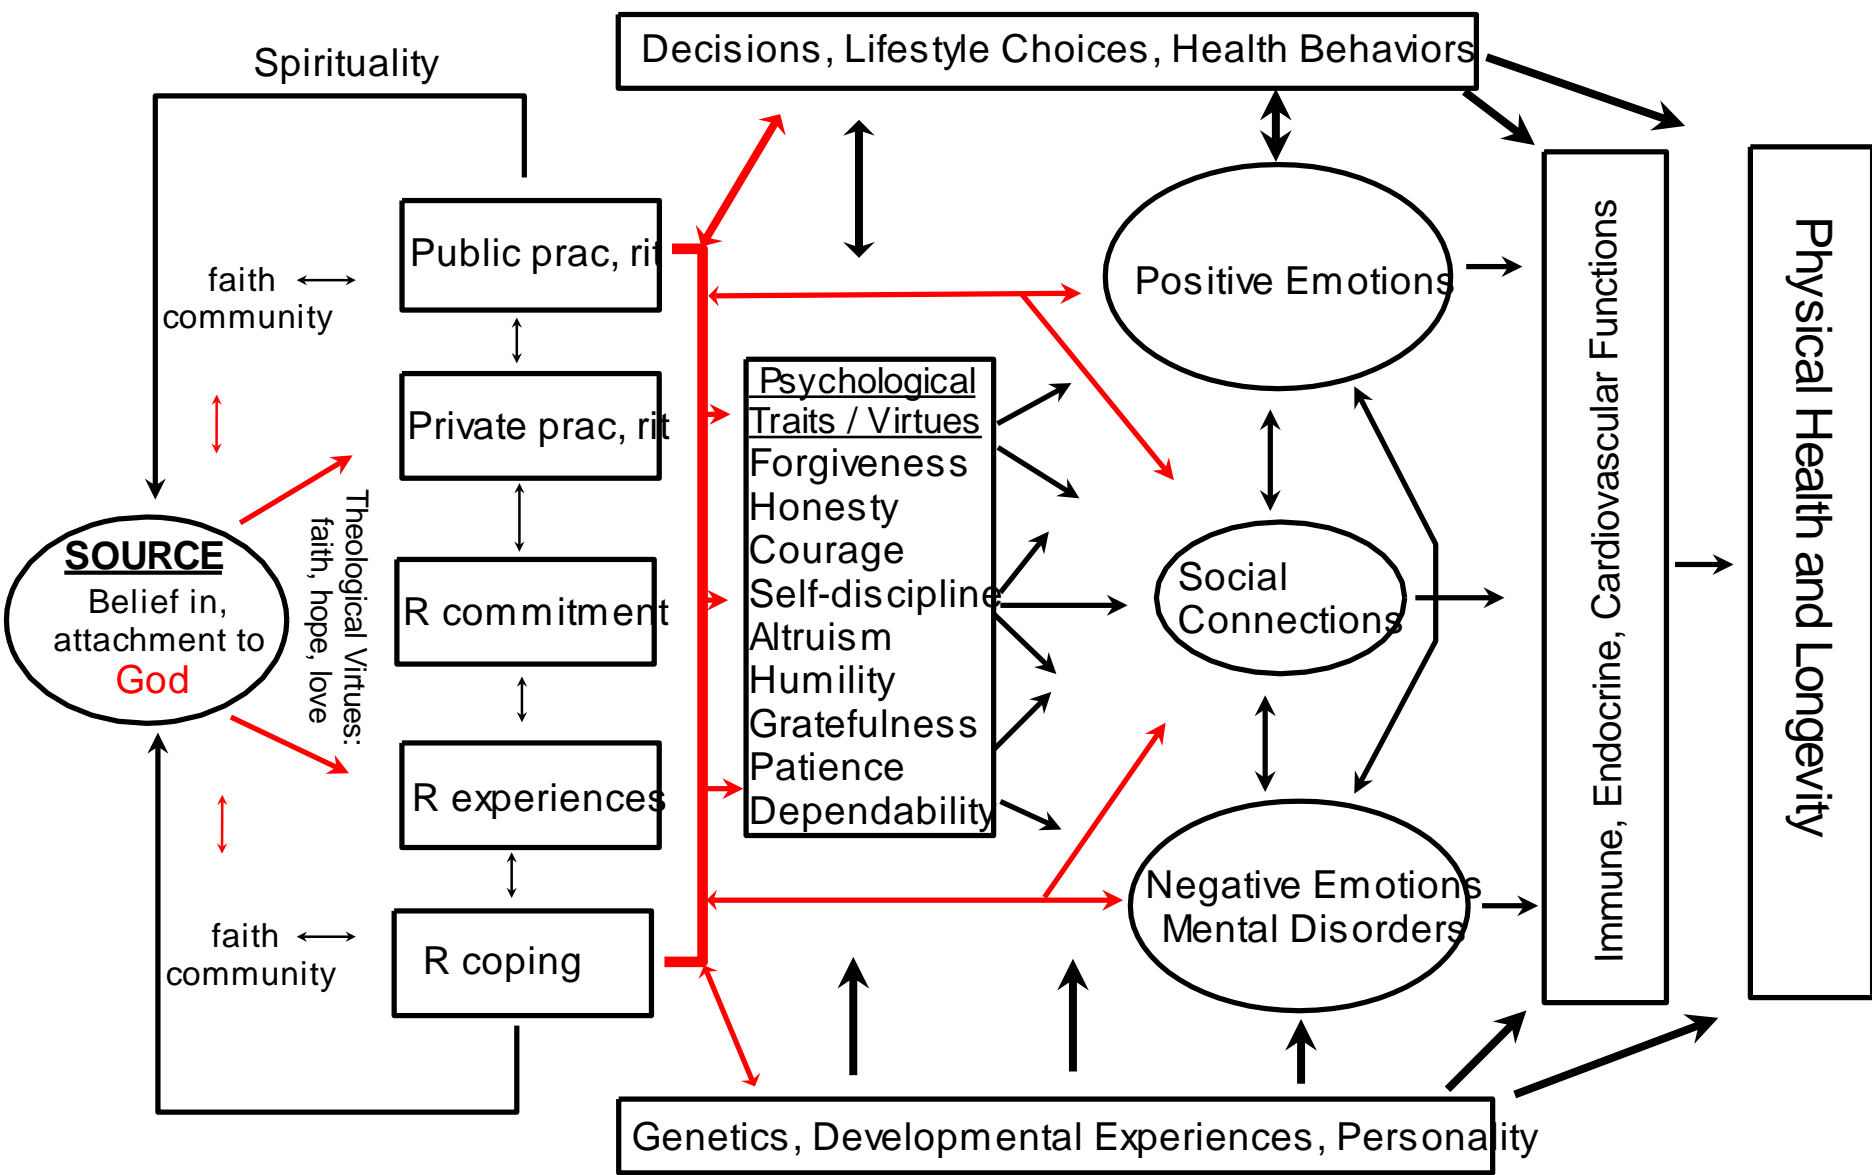 Spirituality
Decisions, Lifestyle Choices, Health Behaviors
Public prac, rit
faith
community
Private prac, rit
Theological Virtues:
faith, hope, love
SOURCE
Belief in,
attachment to
God
R commitment
R experiences
faith
community
R coping
Psychological
Traits / Virtues
Forgiveness
Honesty
Courage
Self-discipline
Altruism
Humility
Gratefulness
Patience
Dependability
Positive Emotions
Social
Connections
Negative Emotions
Mental Disorders
Immune, Endocrine, Cardiovascular Functions
Physical Health and Longevity
Genetics, Developmental Experiences, Personality